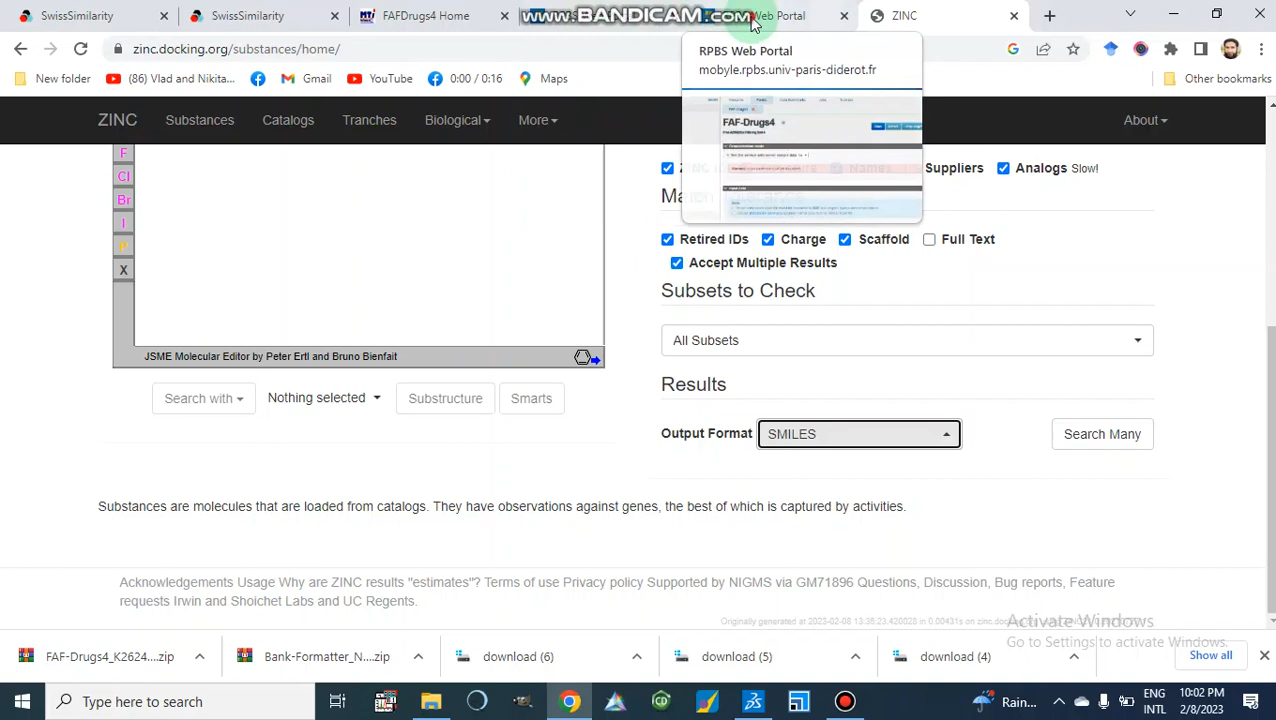 SwissSimilarity
SwissSimilarity
FAFDrugs4 Home
WWW.BANDICAM.COM
Web Portal
ZINC
zinc.docking.org/substances/home/
New folder
(86) Vlad and Nikita...
YouTube
0:00 / 0:16
Maps
Other bookmarks
RPBS Web Portal
mobyle.rpbs.univ-paris-diderot.fr
FAF-Drugs4
Substances
Tranche
Biological
More
About
F
Cl
P
X
Suppliers
Analogs Slow!
Retired IDs
Charge
Scaffold
Full Text
Accept Multiple Results
Subsets to Check
All Subsets
JSME Molecular Editor by Peter Ertl and Bruno Bienfait
Results
Search with
Nothing selected
Substructure
Smarts
Output Format
SMILES
Search Many
Substances are molecules that are loaded from catalogs. They have observations against genes, the best of which is captured by activities.
Acknowledgements Usage Why are ZINC results "estimates"? Terms of use Privacy policy Supported by NIGMS via GM71896 Questions, Discussion, Bug reports, Feature
requests Irwin and Shoichet Labs and UC Regents.
Activate Windows
Go to Settings to activate Windows.
FAF-Drugs4_K2624....zip
Bank-Formatter_N....zip
download (6)
download (5)
download (4)
Show all
Type here to search
Rain...
ENG
INTL
10:02 PM
2/8/2023